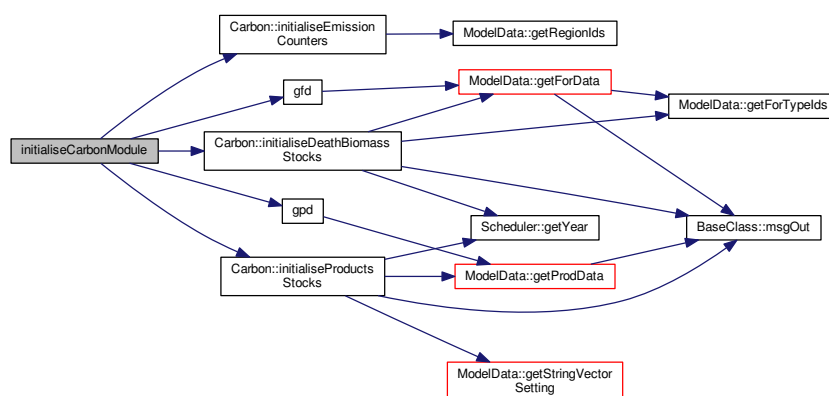 Carbon::initialiseEmission
Counters
ModelData::getRegionIds
gfd
ModelData::getForData
ModelData::getForTypeIds
initialiseCarbonModule
Carbon::initialiseDeathBiomass
Stocks
gpd
Scheduler::getYear
BaseClass::msgOut
Carbon::initialiseProducts
Stocks
ModelData::getProdData
ModelData::getStringVector
Setting